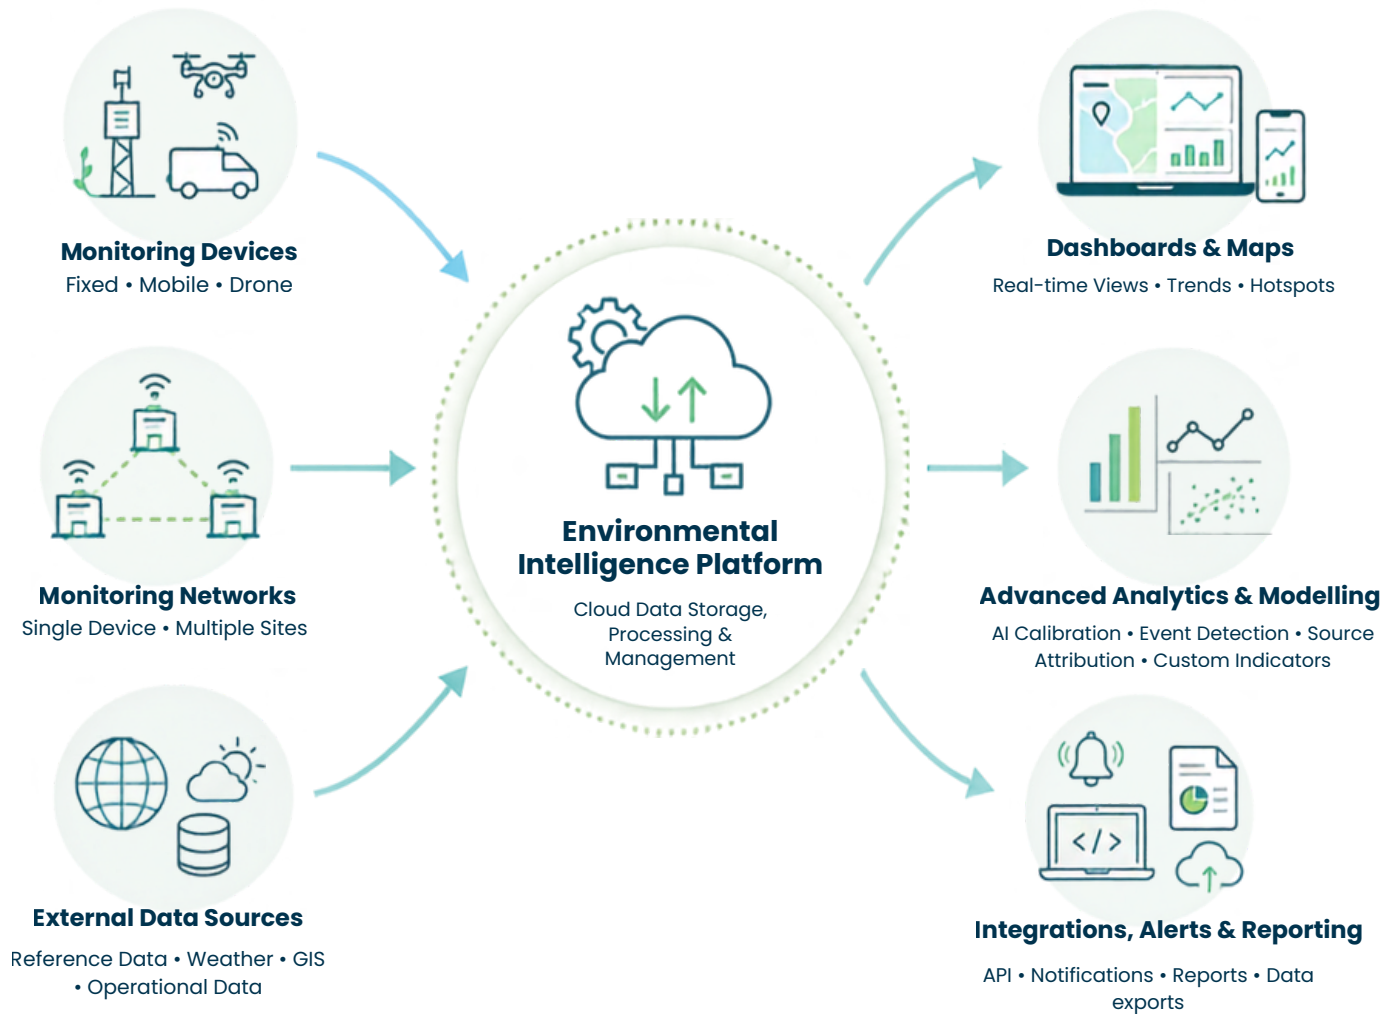 Monitoring Devices
Fixed • Mobile • Drone
Monitoring Networks
Single Device • Multiple Sites
External Data Sources
Reference Data • Weather • GIS
• Operational Data
Environmental
Intelligence Platform
Cloud Data Storage,
Processing &
Management
Dashboards & Maps
Real-time Views • Trends • Hotspots
Advanced Analytics & Modelling
AI Calibration • Event Detection • Source
Attribution • Custom Indicators
</>
Integrations, Alerts & Reporting
API • Notifications • Reports • Data
exports